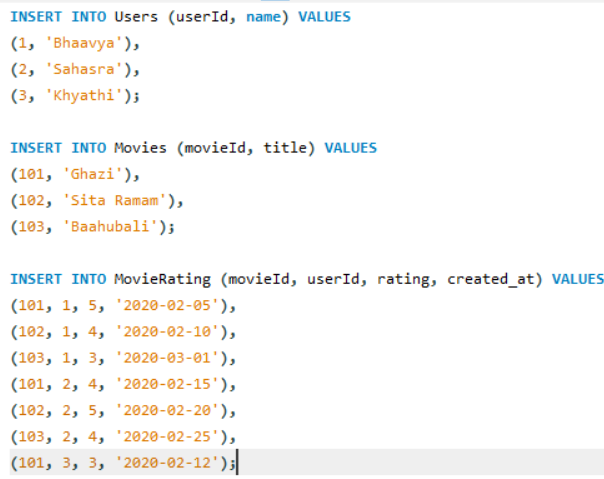 INSERT INTO Users (userId, name) VALUES
(1, 'Bhaavya'),
(2, 'Sahasra'),
(3, 'Khyathi');
INSERT INTO Movies (movieId, title) VALUES
(101, 'Ghazi'),
(102, 'Sita Ramam'),
(103, 'Baahubali');
INSERT INTO MovieRating (movieId, userId, rating, created_at) VALUES
(101, 1, 5, '2020-02-05'),
(102, 1, 4, '2020-02-10'),
(103, 1, 3, '2020-03-01'),
(101, 2, 4, '2020-02-15'),
(102, 2, 5, '2020-02-20'),
(103, 2, 4, '2020-02-25'),
(101, 3, 3, '2020-02-12');